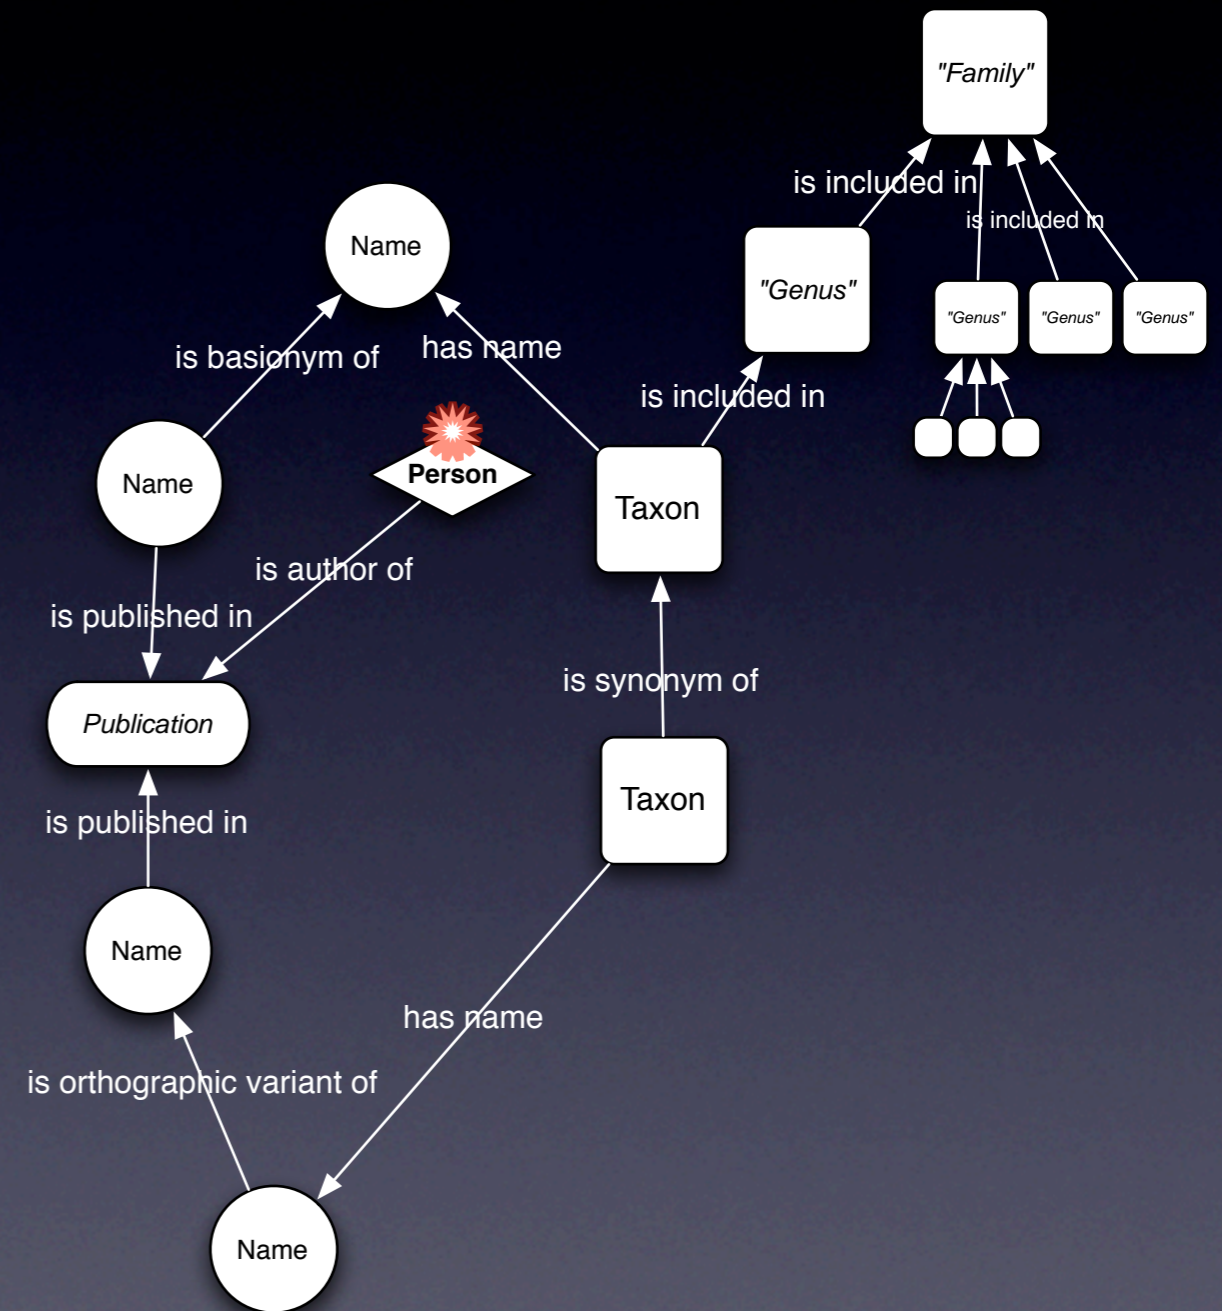 "Family"
is included in
is included in
Name
"Genus"
"Genus"
"Genus"
"Genus"
is basionym of
has name
is included in
Name
Person
Taxon
is author of
is published in
is synonym of
Publication
Taxon
is published in
Name
has name
is orthographic variant of
Name